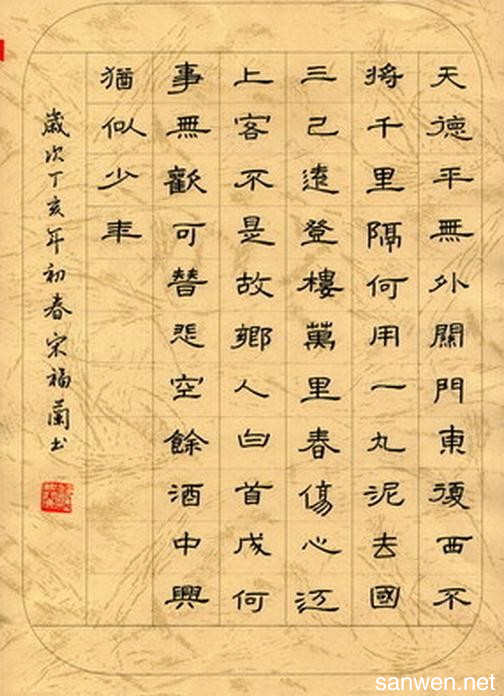 天德平無外關門東復西不
將千里隔何用一丸泥去國
三己遠登樓萬里春傷心江
上客不是故鄉人白首成何
事無歡可替悲空餘酒中興
猶似少年
歲次丁亥年初春宋福蘭书
sanwen.net